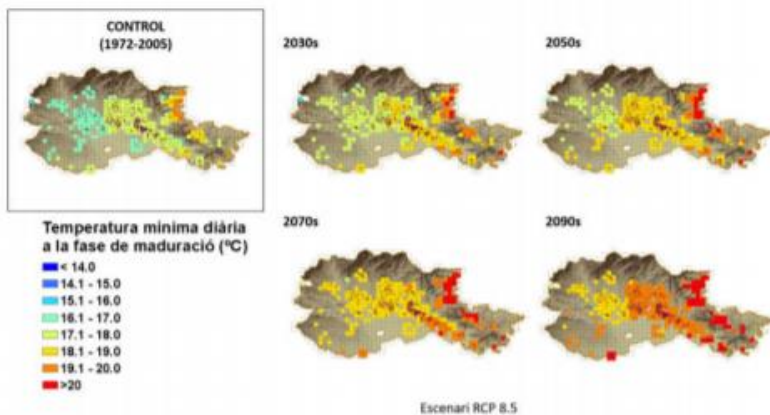 CONTROL
(1972-2005)
2030s
2050s
Temperatura mínima diària
a la fase de maduració (ºC)
< 14.0
14.1 - 15.0
15.1 - 16.0
16.1 - 17.0
17.1 - 18.0
18.1 - 19.0
19.1 - 20.0
>20
2070s
2090s
Escenari RCP 8.5